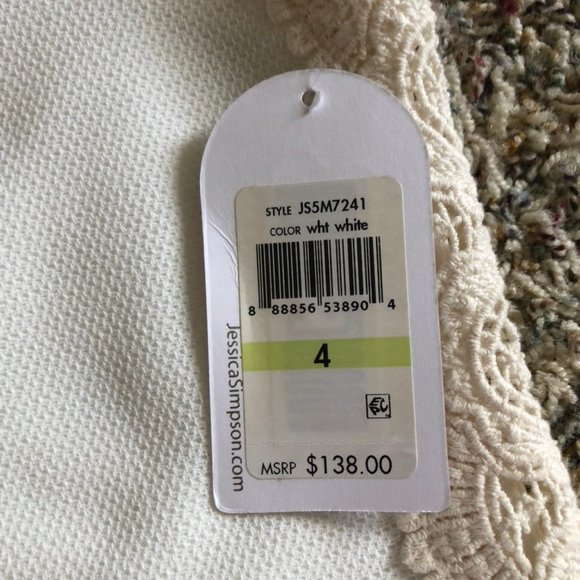 STYLE JS5M7241
COLOR wht white
8 88856 53890 4
4
MSRP $138.00
JessicaSimpson.com